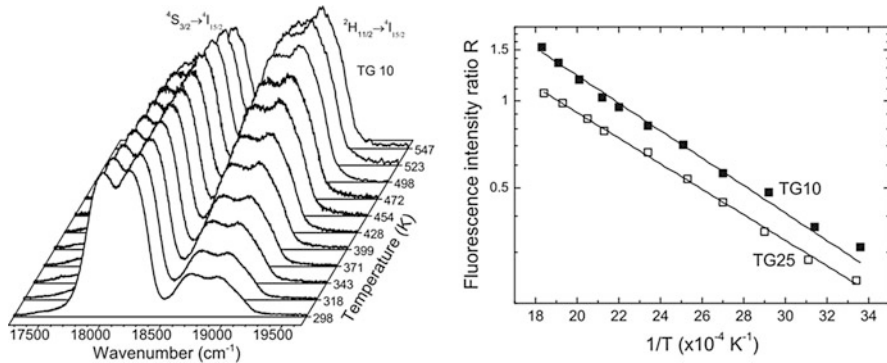 ⁴S₃/₂→⁴I₁₅/₂
²H₁₁/₂→⁴I₁₅/₂
TG 10
547
523
498
472
454
428
399
371
343
318
298
Temperature (K)
17500 18000 18500 19000 19500
Wavenumber (cm⁻¹)
Fluorescence intensity ratio R
1.5
1
0.5
TG10
TG25
18 20 22 24 26 28 30 32 34
1/T (x10⁻⁴ K⁻¹)